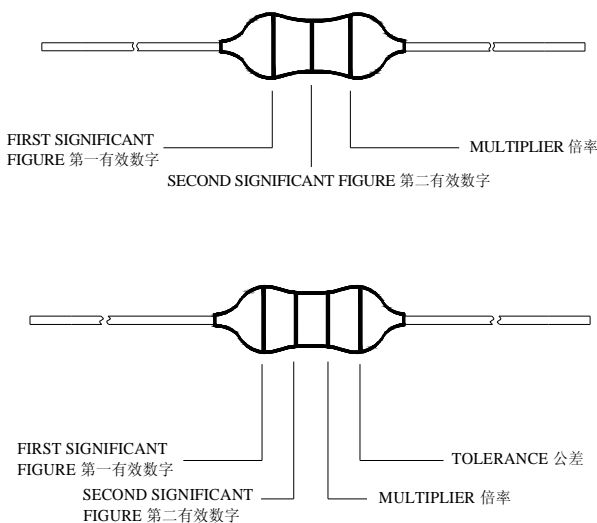 FIRST SIGNIFICANT
FIGURE 第一有效数字
MULTIPLIER 倍率
SECOND SIGNIFICANT FIGURE 第二有效数字
FIRST SIGNIFICANT
FIGURE 第一有效数字
TOLERANCE 公差
SECOND SIGNIFICANT
FIGURE 第二有效数字
MULTIPLIER 倍率